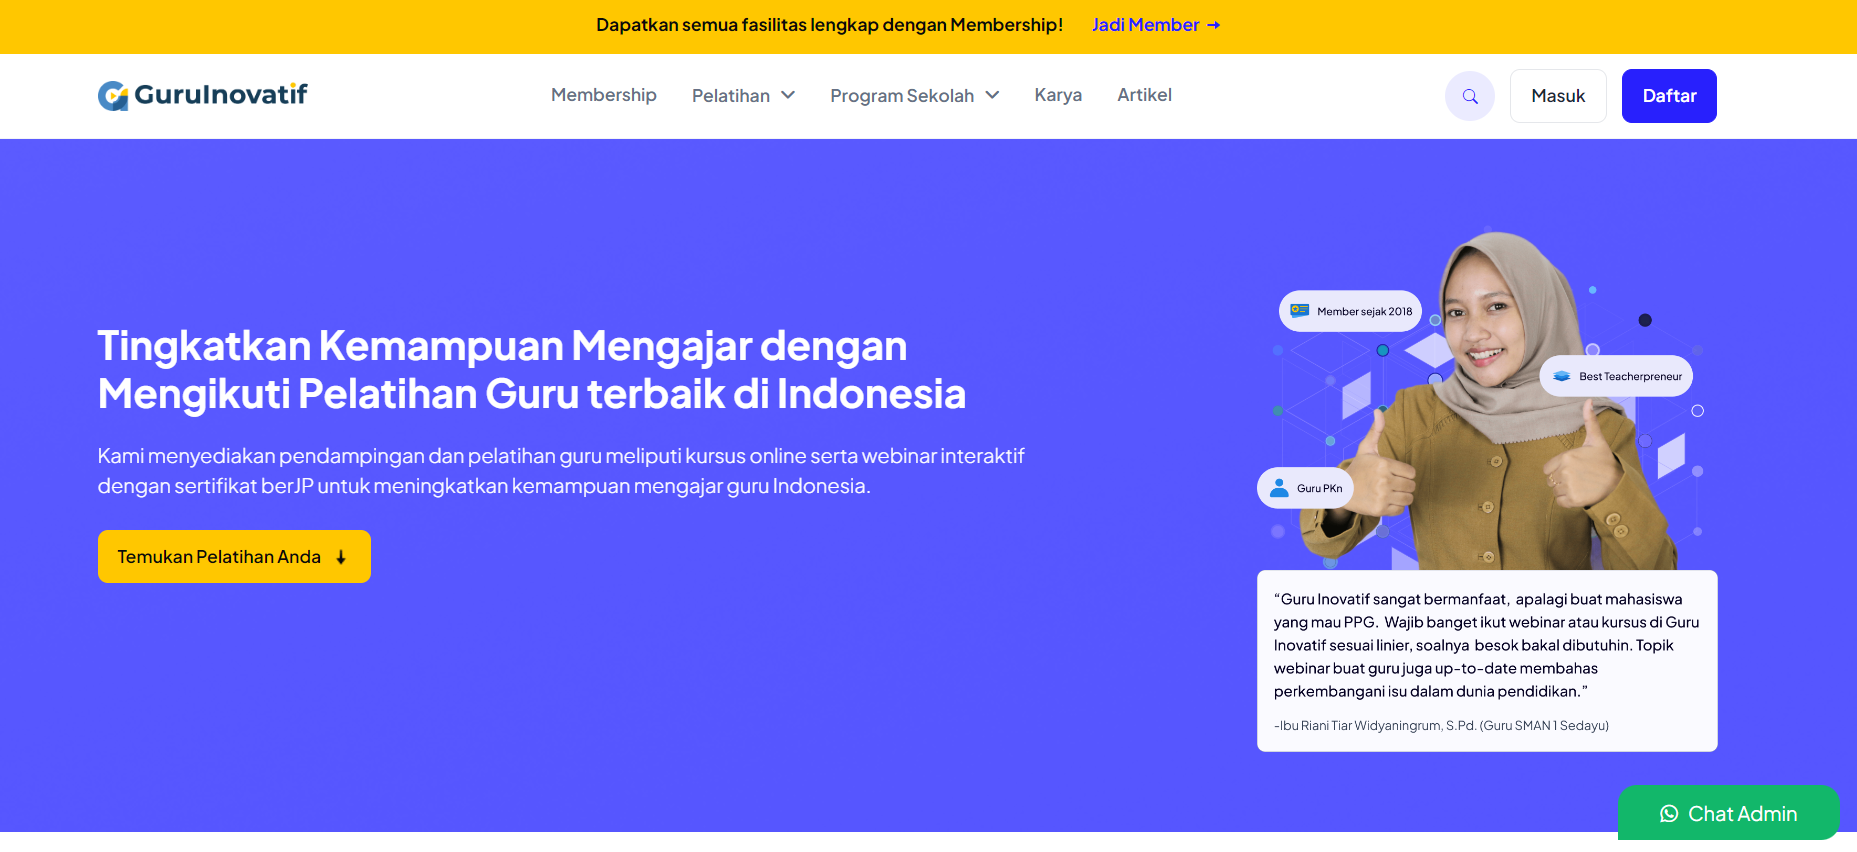 Dapatkan semua fasilitas lengkap dengan Membership! Jadi Member →
GuruInovatif
Membership Pelatihan Program Sekolah Karya Artikel
Masuk Daftar
Tingkatkan Kemampuan Mengajar dengan
Mengikuti Pelatihan Guru terbaik di Indonesia
Kami menyediakan pendampingan dan pelatihan guru meliputi kursus online serta webinar interaktif
dengan sertifikat berJP untuk meningkatkan kemampuan mengajar guru Indonesia.
Temukan Pelatihan Anda ↓
Member sejak 2018
Best Teacherpreneur
Guru PKn
“Guru Inovatif sangat bermanfaat, apalagi buat mahasiswa
yang mau PPG. Wajib banget ikut webinar atau kursus di Guru
Inovatif sesuai linier, soalnya besok bakal dibutuhin. Topik
webinar buat guru juga up-to-date membahas
perkembangani isu dalam dunia pendidikan.”
-Ibu Riani Tiar Widyaningrum, S.Pd. (Guru SMAN 1 Sedayu)
Chat Admin